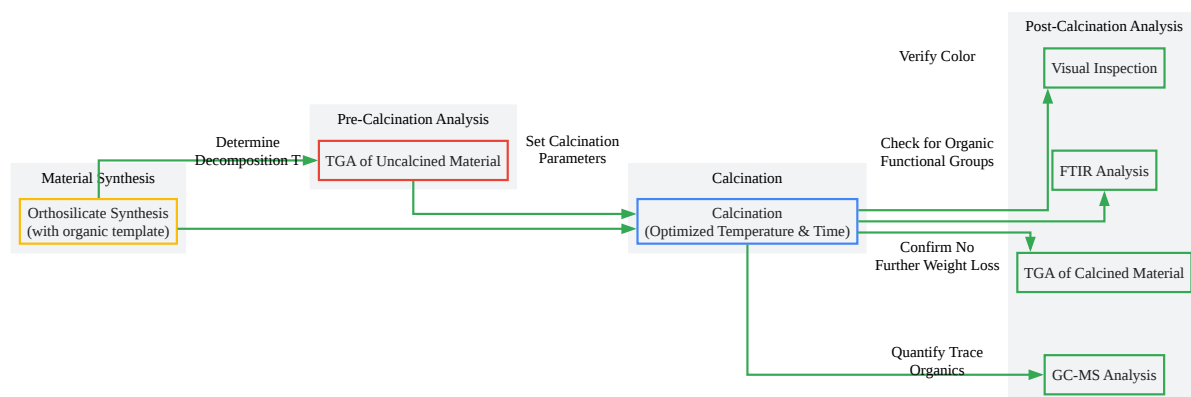 Material Synthesis
Orthosilicate Synthesis
(with organic template)
Determine
Decomposition T
Pre-Calcination Analysis
TGA of Uncalcined Material
Set Calcination
Parameters
Calcination
Calcination
(Optimized Temperature & Time)
Verify Color
Check for Organic
Functional Groups
Confirm No
Further Weight Loss
Quantify Trace
Organics
Post-Calcination Analysis
Visual Inspection
FTIR Analysis
TGA of Calcined Material
GC-MS Analysis